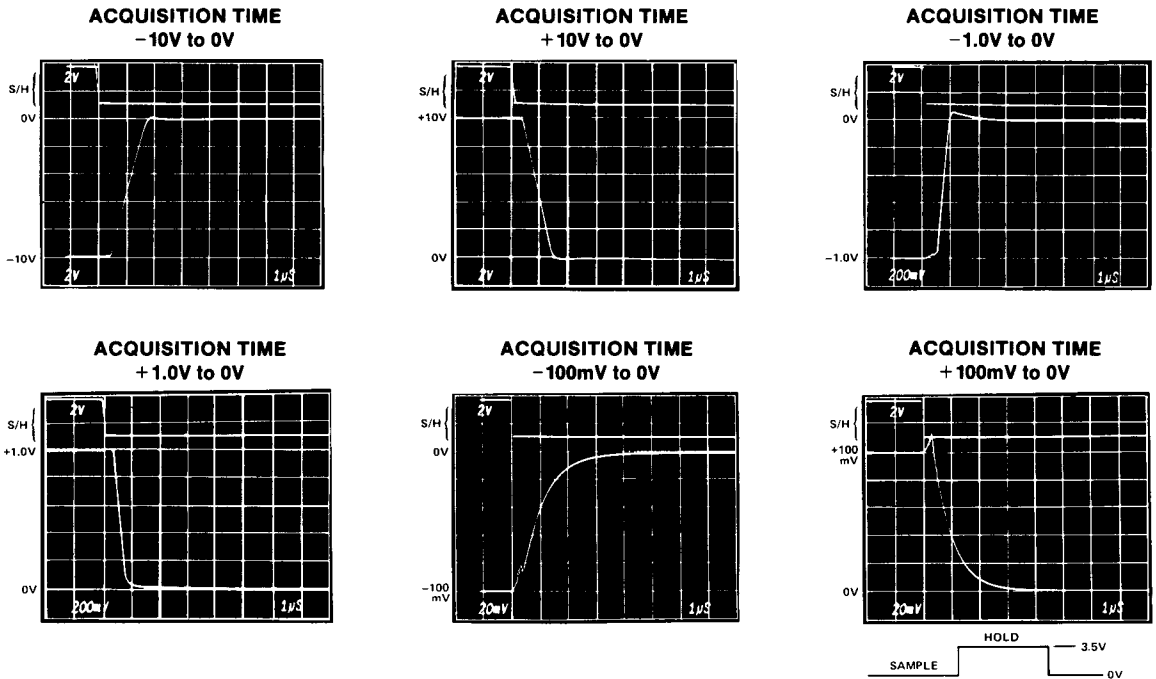 ACQUISITION TIME
−10V to 0V
2V
S/H
0V
−10V
2V
1µS
ACQUISITION TIME
+10V to 0V
2V
S/H
+10V
0V
2V
1µS
ACQUISITION TIME
−1.0V to 0V
2V
S/H
0V
−1.0V
200mV
1µS
ACQUISITION TIME
+1.0V to 0V
2V
S/H
+1.0V
0V
200mV
1µS
ACQUISITION TIME
−100mV to 0V
2V
S/H
0V
−100
mV
20mV
1µS
ACQUISITION TIME
+100mV to 0V
2V
S/H
+100
mV
0V
20mV
1µS
HOLD
3.5V
SAMPLE
0V